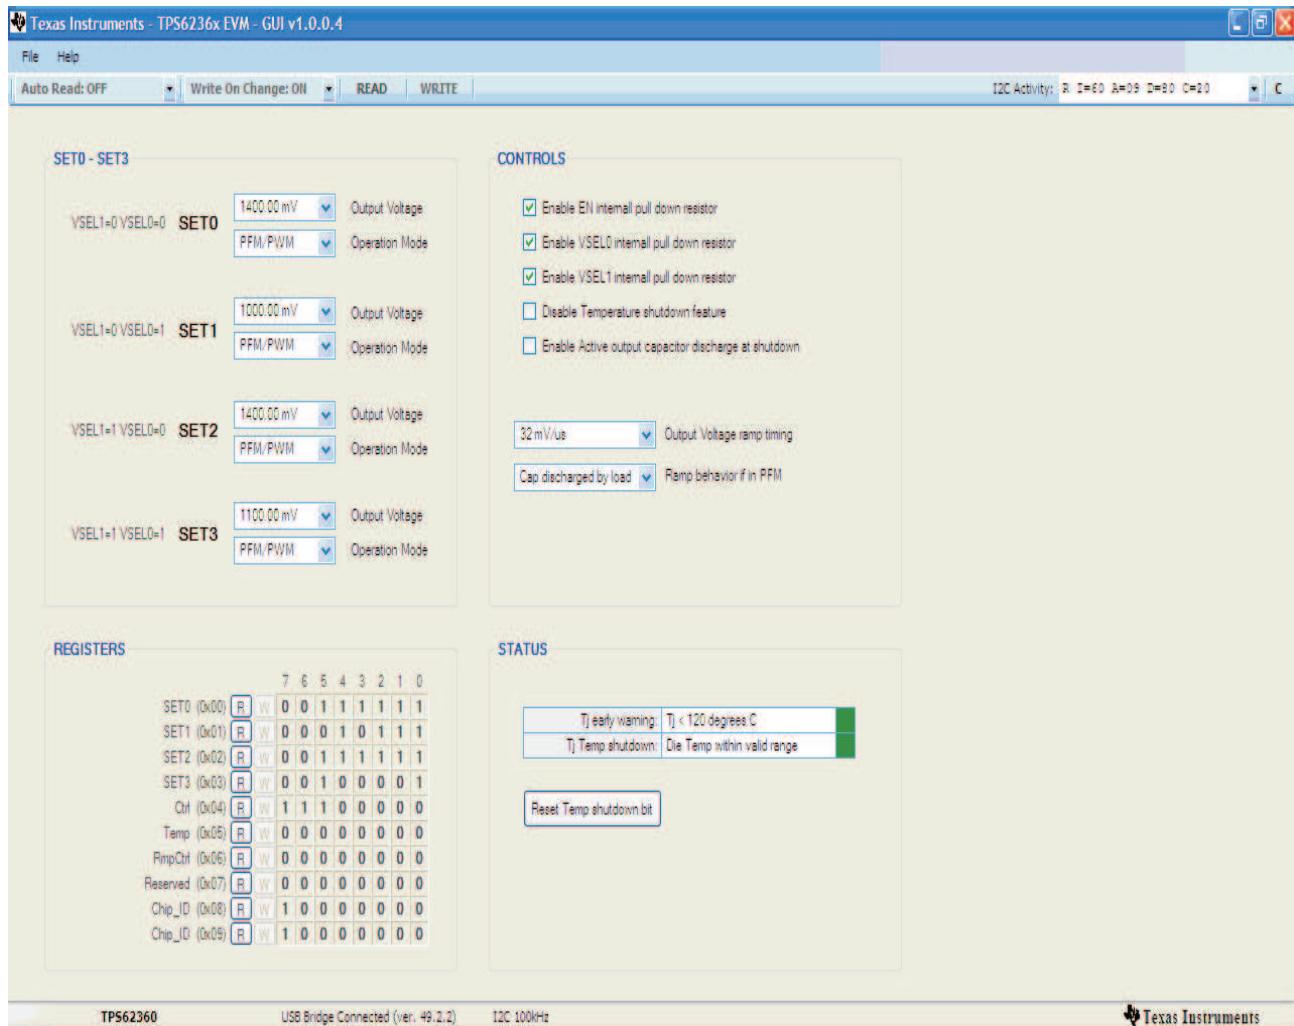 Texas Instruments - TPS6236x EVM - GUI v1.0.0.4
File Help
Auto Read: OFF Write On Change: ON READ WRITE I2C Activity: R I=60 A=09 D=80 C=20 C
SET0 - SET3
VSEL1=0 VSEL0=0 SET0
1400.00 mV Output Voltage
PFM/PWM Operation Mode
VSEL1=0 VSEL0=1 SET1
1000.00 mV Output Voltage
PFM/PWM Operation Mode
VSEL1=1 VSEL0=0 SET2
1400.00 mV Output Voltage
PFM/PWM Operation Mode
VSEL1=1 VSEL0=1 SET3
1100.00 mV Output Voltage
PFM/PWM Operation Mode
CONTROLS
Enable EN internall pull down resistor
Enable VSEL0 internall pull down resistor
Enable VSEL1 internall pull down resistor
Disable Temperature shutdown feature
Enable Active output capacitor discharge at shutdown
32 mV/us Output Voltage ramp timing
Cap discharged by load Ramp behavior if in PFM
REGISTERS
7 6 5 4 3 2 1 0
SET0 (0x00) R W 0 0 1 1 1 1 1 1
SET1 (0x01) R W 0 0 0 1 0 1 1 1
SET2 (0x02) R W 0 0 1 1 1 1 1 1
SET3 (0x03) R W 0 0 1 0 0 0 0 1
Ctrl (0x04) R W 1 1 1 0 0 0 0 0
Temp (0x05) R W 0 0 0 0 0 0 0 0
RmpCtrl (0x06) R W 0 0 0 0 0 0 0 0
Reserved (0x07) R W 0 0 0 0 0 0 0 0
Chip_ID (0x08) R W 1 0 0 0 0 0 0 0
Chip_ID (0x09) R W 1 0 0 0 0 0 0 0
STATUS
Tj early warning: Tj < 120 degrees C
Tj Temp shutdown: Die Temp within valid range
Reset Temp shutdown bit
TPS62360 USB Bridge Connected (ver. 49.2.2) I2C 100kHz Texas Instruments